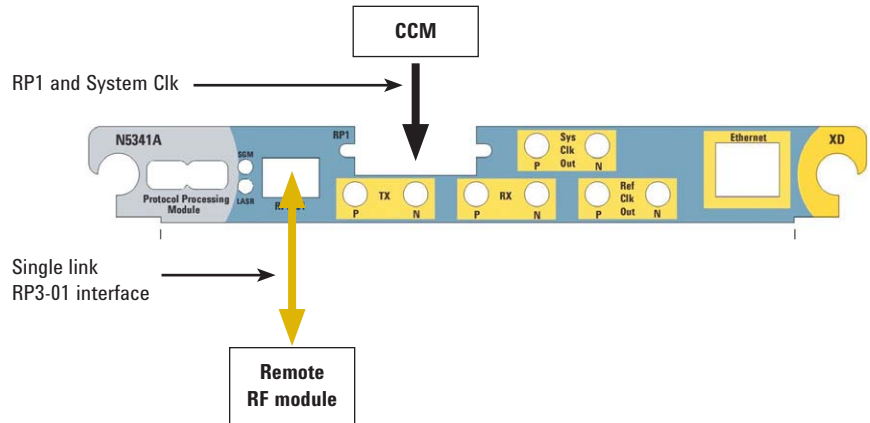 CCM
RP1 and System Clk
N5341A
RP1
Sys
Clk
Out
P
N
Ethernet
XD
SGM
LASR
Protocol Processing
Module
TX
P
N
RX
P
N
Ref
Clk
Out
P
N
Single link
RP3-01 interface
Remote
RF module